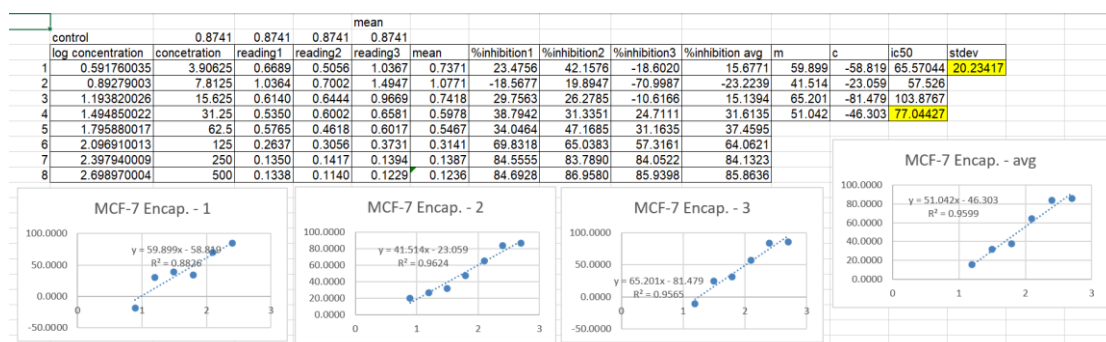 mean
control 0.8741 0.8741 0.8741 0.8741
log concentration concetration reading1 reading2 reading3 mean %inhibition1 %inhibition2 %inhibition3 %inhibition avg m c ic50 stdev
1 0.591760035 3.90625 0.6689 0.5056 1.0367 0.7371 23.4756 42.1576 -18.6020 15.6771 59.899 -58.819 65.57044 20.23417
2 0.89279003 7.8125 1.0364 0.7002 1.4947 1.0771 -18.5677 19.8947 -70.9987 -23.2239 41.514 -23.059 57.526
3 1.193820026 15.625 0.6140 0.6444 0.9669 0.7418 29.7563 26.2785 -10.6166 15.1394 65.201 -81.479 103.8767
4 1.494850022 31.25 0.5350 0.6002 0.6581 0.5978 38.7942 31.3351 24.7111 31.6135 51.042 -46.303 77.04427
5 1.795880017 62.5 0.5765 0.4618 0.6017 0.5467 34.0464 47.1685 31.1635 37.4595
6 2.096910013 125 0.2637 0.3056 0.3731 0.3141 69.8318 65.0383 57.3161 64.0621
7 2.397940009 250 0.1350 0.1417 0.1394 0.1387 84.5555 83.7890 84.0522 84.1323
8 2.698970004 500 0.1338 0.1140 0.1229 0.1236 84.6928 86.9580 85.9398 85.8636
MCF-7 Encap. - 1
100.0000
y = 59.899x - 58.819
R² = 0.8826
50.0000
0.0000
0 1 2 3
-50.0000
MCF-7 Encap. - 2
100.0000
80.0000
y = 41.514x - 23.059
R² = 0.9624
60.0000
40.0000
20.0000
0.0000
0 1 2 3
MCF-7 Encap. - 3
100.0000
50.0000
y = 65.201x - 81.479
R² = 0.9565
0.0000
0 1 2 3
-50.0000
MCF-7 Encap. - avg
100.0000
y = 51.042x - 46.303
80.0000
R² = 0.9599
60.0000
40.0000
20.0000
0.0000
0 1 2 3